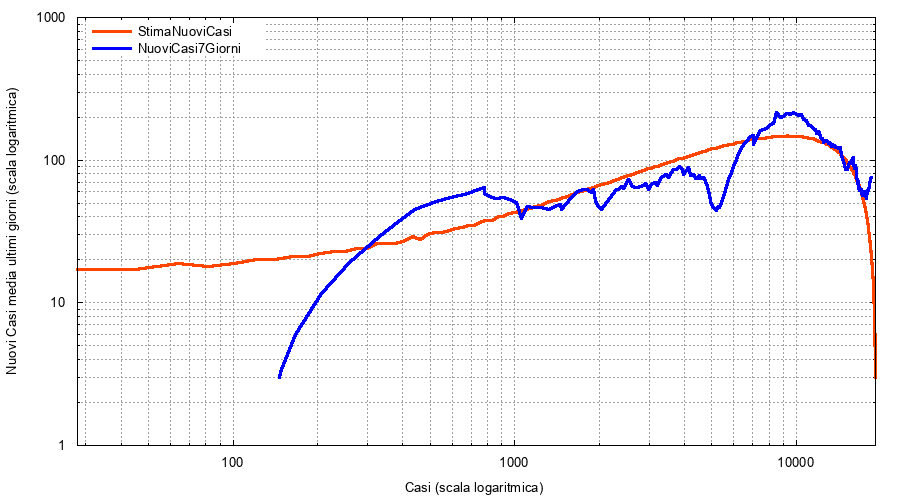 1000
100
10
1
StimaNuoviCasi
NuoviCasi7Giorni
Nuovi Casi media ultimi giorni (scala logaritmica)
100 1000 10000
Casi (scala logaritmica)